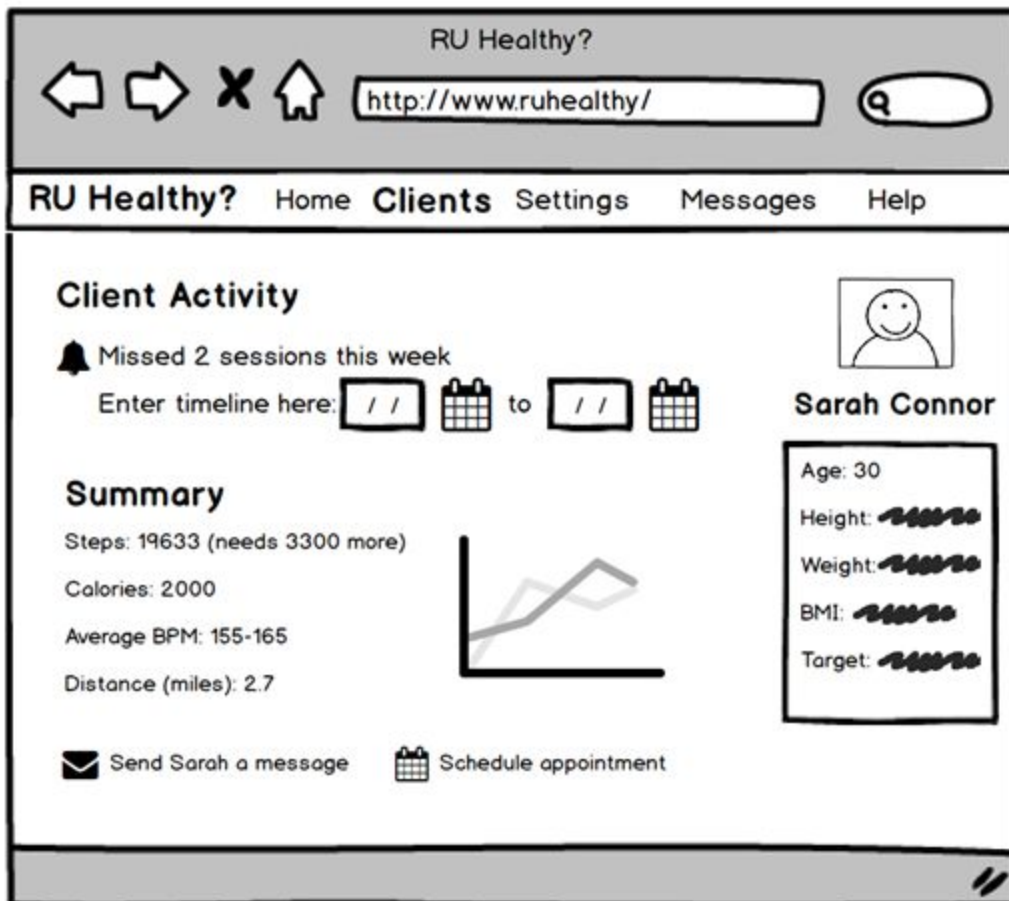 RU Healthy?
http://www.ruhealthy/
RU Healthy? Home Clients Settings Messages Help
Client Activity
Missed 2 sessions this week
Enter timeline here: / / to / /
Summary
Steps: 19633 (needs 3300 more)
Calories: 2000
Average BPM: 155-165
Distance (miles): 2.7
Send Sarah a message Schedule appointment
Sarah Connor
Age: 30
Height:
Weight:
BMI:
Target: